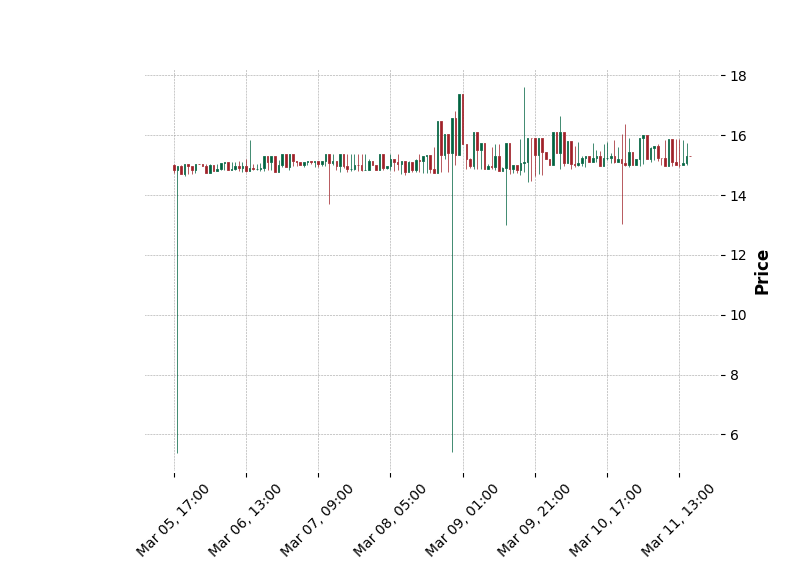 18
16
14
12
10
8
6
Price
Mar 05, 17:00
Mar 06, 13:00
Mar 07, 09:00
Mar 08, 05:00
Mar 09, 01:00
Mar 09, 21:00
Mar 10, 17:00
Mar 11, 13:00